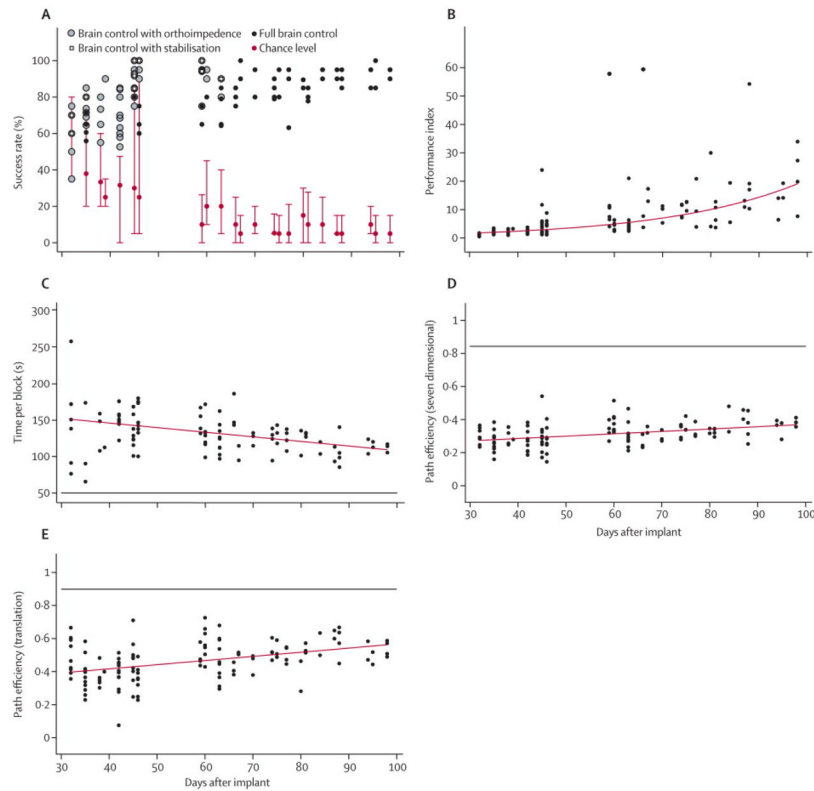 A
Brain control with orthoimpedence
Full brain control
Brain control with stabilisation
Chance level
100
80
60
40
20
0
Success rate (%)
B
60
50
40
30
20
10
0
Performance index
C
300
250
200
150
100
50
Time per block (s)
D
1
0·8
0·6
0·4
0·2
0
Path efficiency (seven dimensional)
30 40 50 60 70 80 90 100
Days after implant
E
1
0·8
0·6
0·4
0·2
0
Path efficiency (translation)
30 40 50 60 70 80 90 100
Days after implant